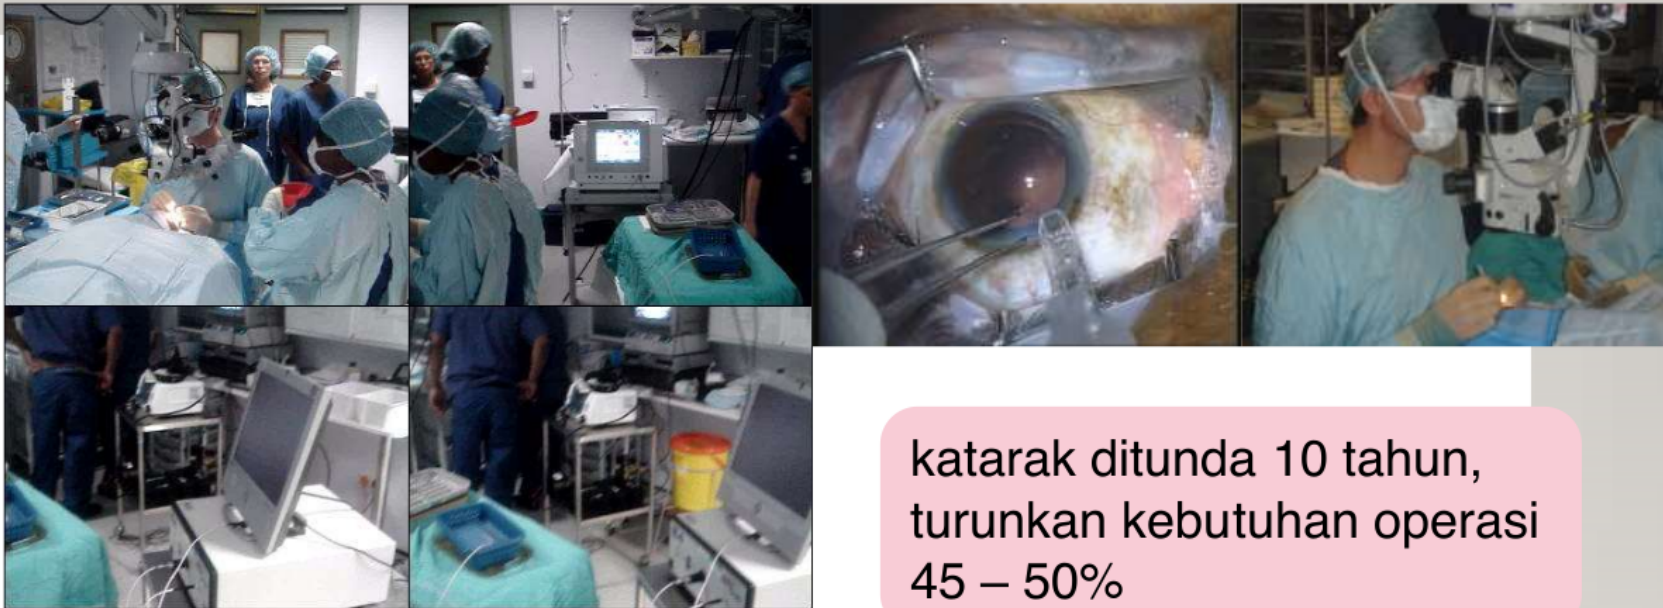 katarak ditunda 10 tahun,
turunkan kebutuhan operasi
45 – 50%